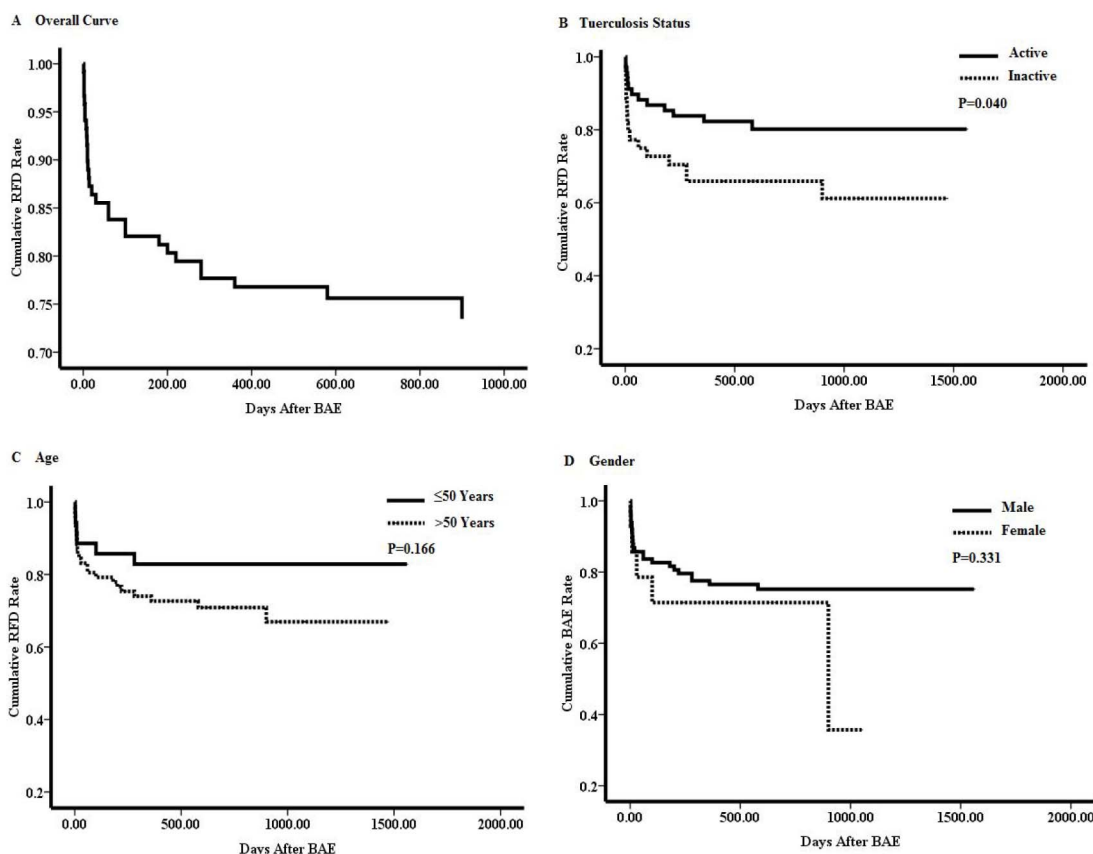 A Overall Curve
1.00
0.95
0.90
0.85
0.80
0.75
0.70
Cumulative RFD Rate
0.00 200.00 400.00 600.00 800.00 1000.00
Days After BAE
B Tuerculosis Status
Active
Inactive
P=0.040
1.0
0.8
0.6
0.4
0.2
Cumulative RFD Rate
0.00 500.00 1000.00 1500.00 2000.00
Days After BAE
C Age
≤50 Years
>50 Years
P=0.166
1.0
0.8
0.6
0.4
0.2
Cumulative RFD Rate
0.00 500.00 1000.00 1500.00 2000.00
Days After BAE
D Gender
Male
Female
P=0.331
1.0
0.8
0.6
0.4
0.2
Cumulative BAE Rate
0.00 500.00 1000.00 1500.00 2000.00
Days After BAE